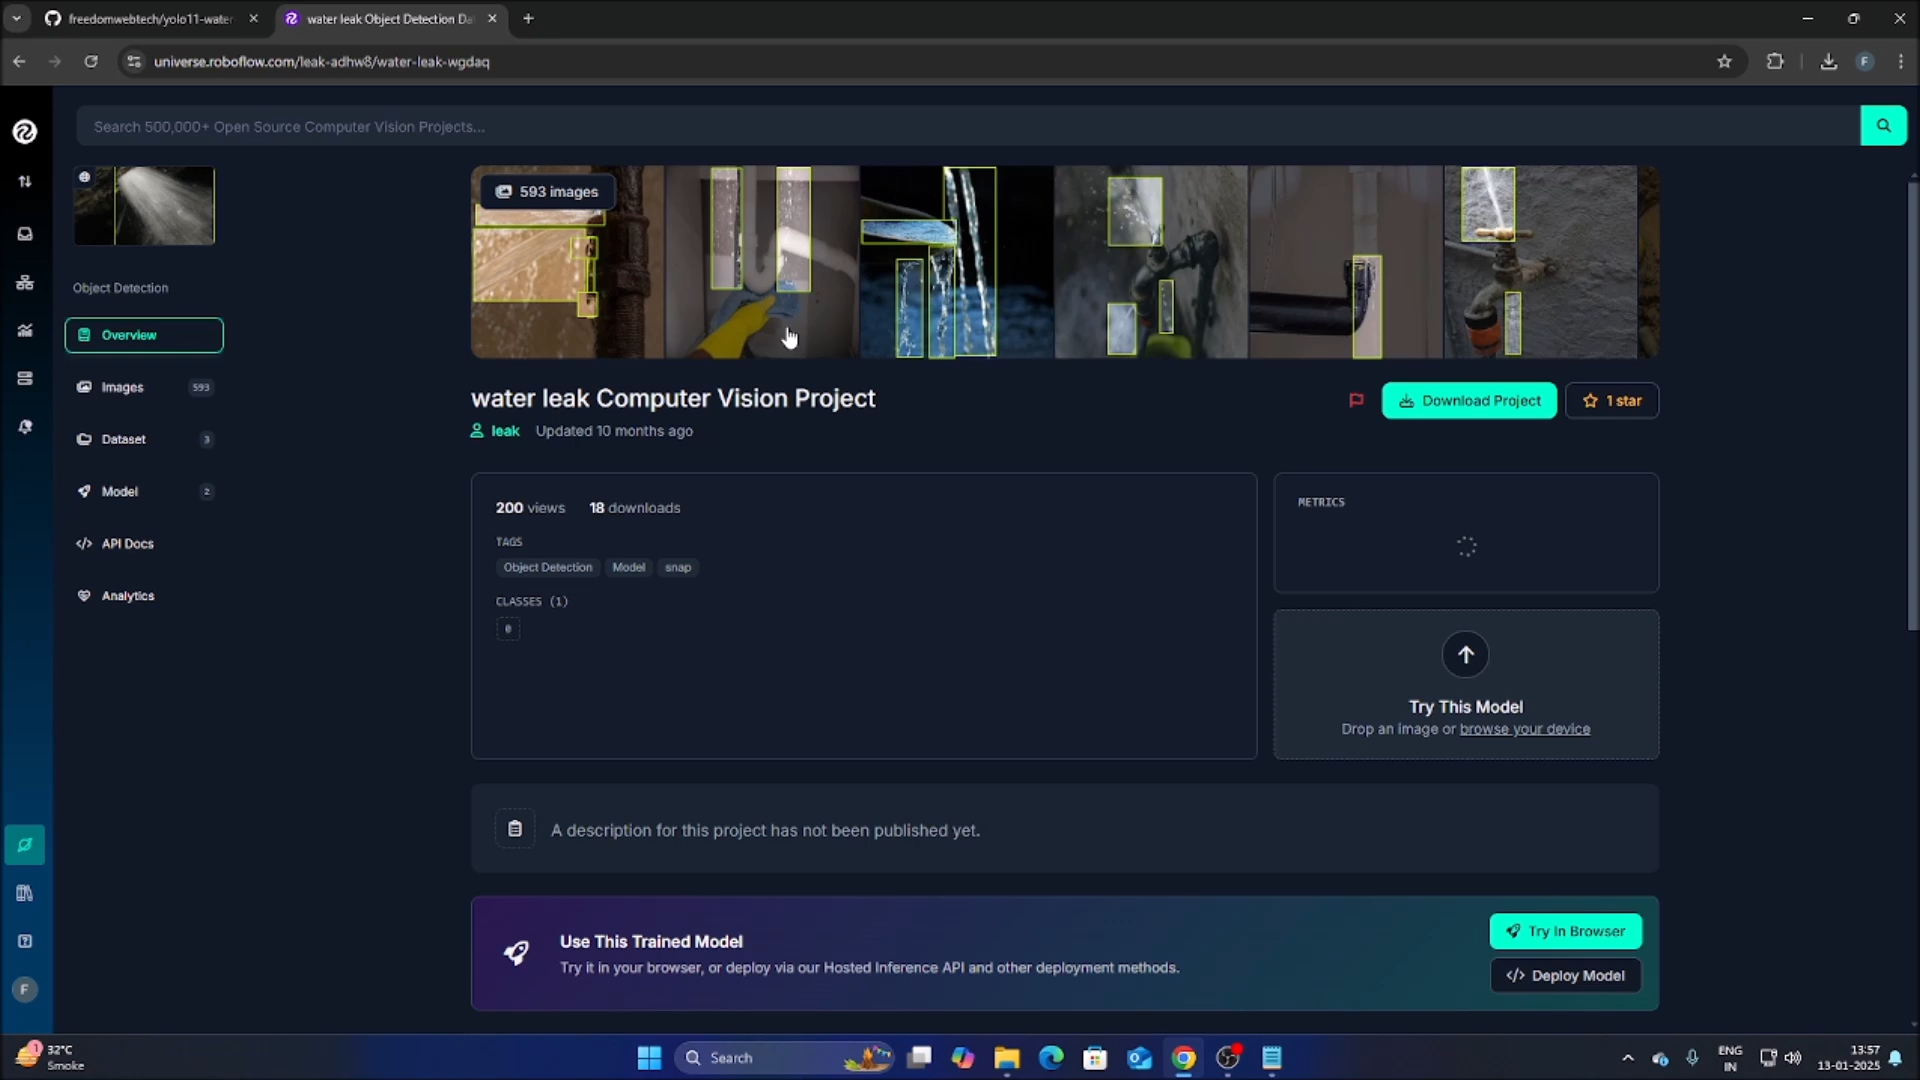 freedomwebtech/yolo11-water
water leak Object Detection Da
universe.roboflow.com/leak-adhw8/water-leak-wgdaq
F
Search 500,000+ Open Source Computer Vision Projects...
593 images
Object Detection
Overview
Images 593
Dataset 3
Model 2
API Docs
Analytics
water leak Computer Vision Project
Download Project
1 star
leak Updated 10 months ago
200 views 18 downloads
TAGS
Object Detection Model snap
CLASSES (1)
0
METRICS
Try This Model
Drop an image or browse your device
A description for this project has not been published yet.
Use This Trained Model
Try it in your browser, or deploy via our Hosted Inference API and other deployment methods.
Try In Browser
Deploy Model
F
1
32°C
Smoke
Search
ENG
IN
13:57
13-01-2025